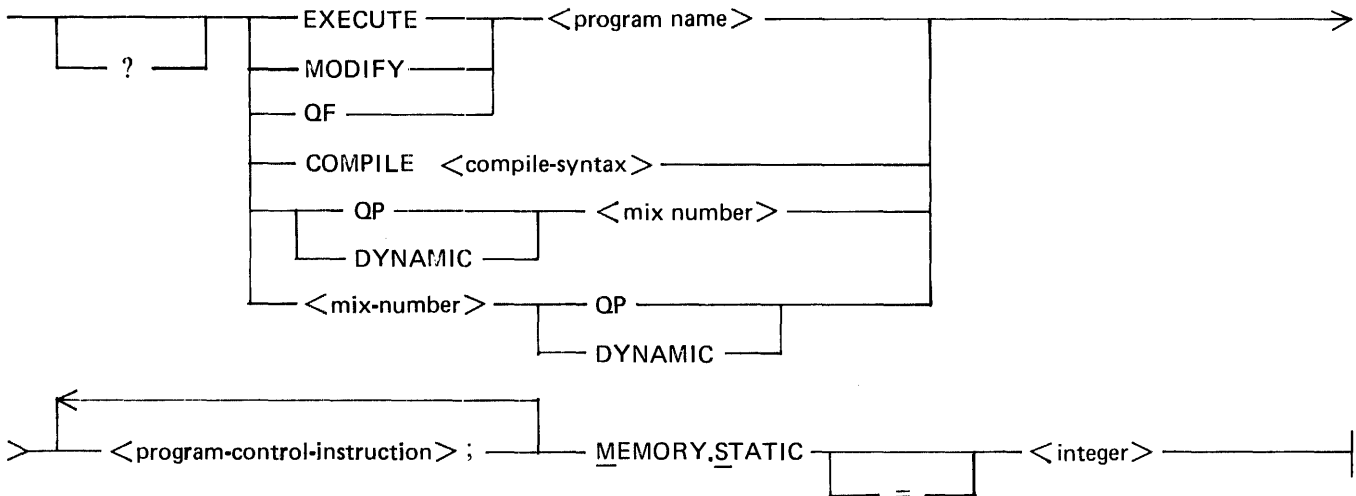 EXECUTE <program name>
?
MODIFY
QF
COMPILE <compile-syntax>
QP <mix number>
DYNAMIC
<mix-number> QP
DYNAMIC
<program-control-instruction> ; MEMORY.STATIC <integer>
=